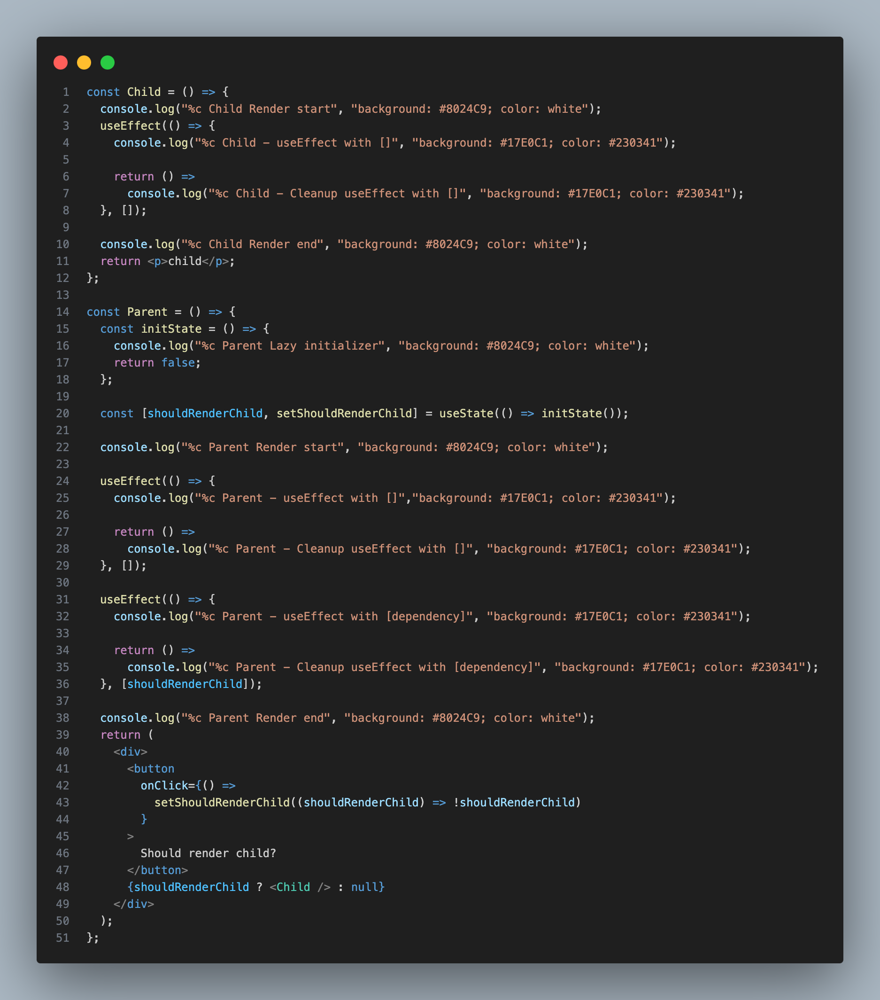 1 const Child = () => {
2   console.log("%c Child Render start", "background: #8024C9; color: white");
3   useEffect(() => {
4     console.log("%c Child – useEffect with []", "background: #17E0C1; color: #230341");
5
6     return () =>
7       console.log("%c Child – Cleanup useEffect with []", "background: #17E0C1; color: #230341");
8   }, []);
9
10   console.log("%c Child Render end", "background: #8024C9; color: white");
11   return <p>child</p>;
12 };
13
14 const Parent = () => {
15   const initState = () => {
16     console.log("%c Parent Lazy initializer", "background: #8024C9; color: white");
17     return false;
18   };
19
20   const [shouldRenderChild, setShouldRenderChild] = useState(() => initState());
21
22   console.log("%c Parent Render start", "background: #8024C9; color: white");
23
24   useEffect(() => {
25     console.log("%c Parent – useEffect with []","background: #17E0C1; color: #230341");
26
27     return () =>
28       console.log("%c Parent – Cleanup useEffect with []", "background: #17E0C1; color: #230341");
29   }, []);
30
31   useEffect(() => {
32     console.log("%c Parent – useEffect with [dependency]", "background: #17E0C1; color: #230341");
33
34     return () =>
35       console.log("%c Parent – Cleanup useEffect with [dependency]", "background: #17E0C1; color: #230341");
36   }, [shouldRenderChild]);
37
38   console.log("%c Parent Render end", "background: #8024C9; color: white");
39   return (
40     <div>
41       <button
42         onClick={() =>
43           setShouldRenderChild((shouldRenderChild) => !shouldRenderChild)
44         }
45       >
46         Should render child?
47       </button>
48       {shouldRenderChild ? <Child /> : null}
49     </div>
50   );
51 };